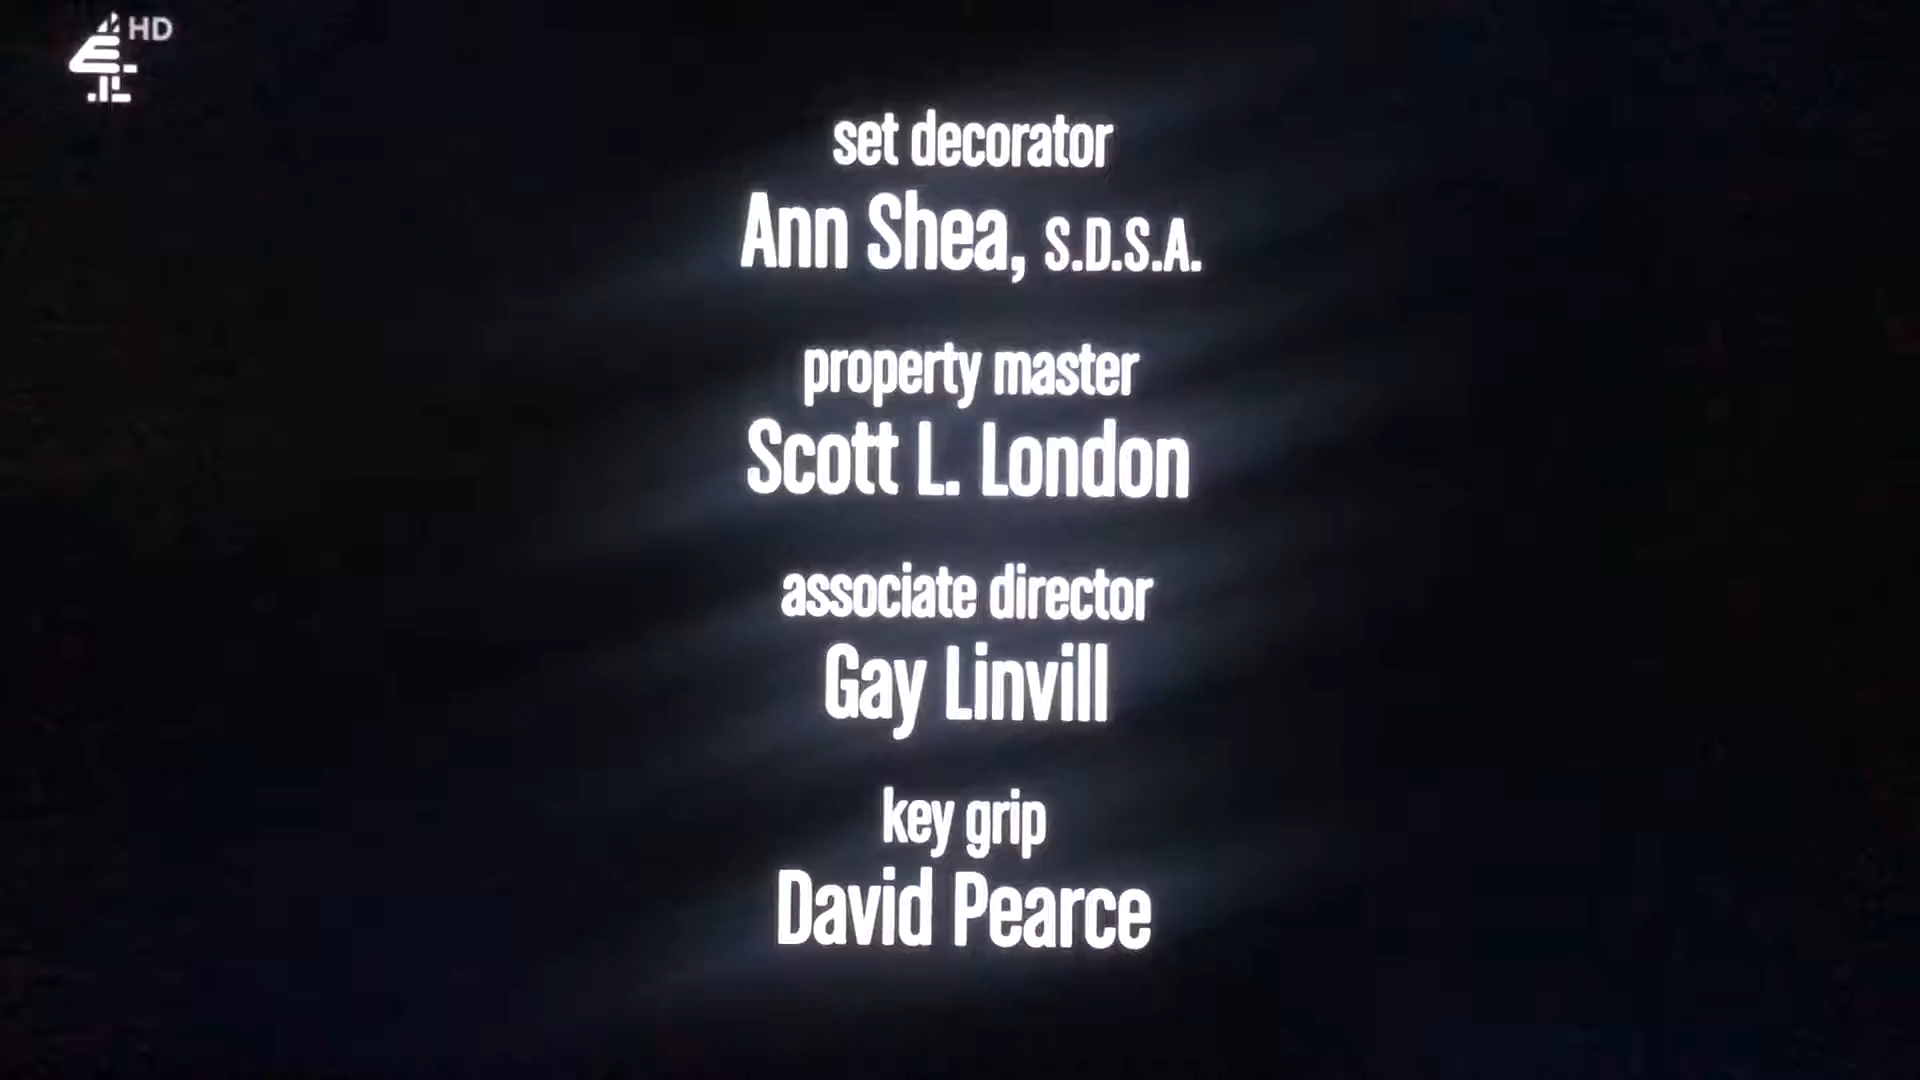 HD
set decorator
Ann Shea, S.D.S.A.
property master
Scott L. London
associate director
Gay Linvill
key grip
David Pearce